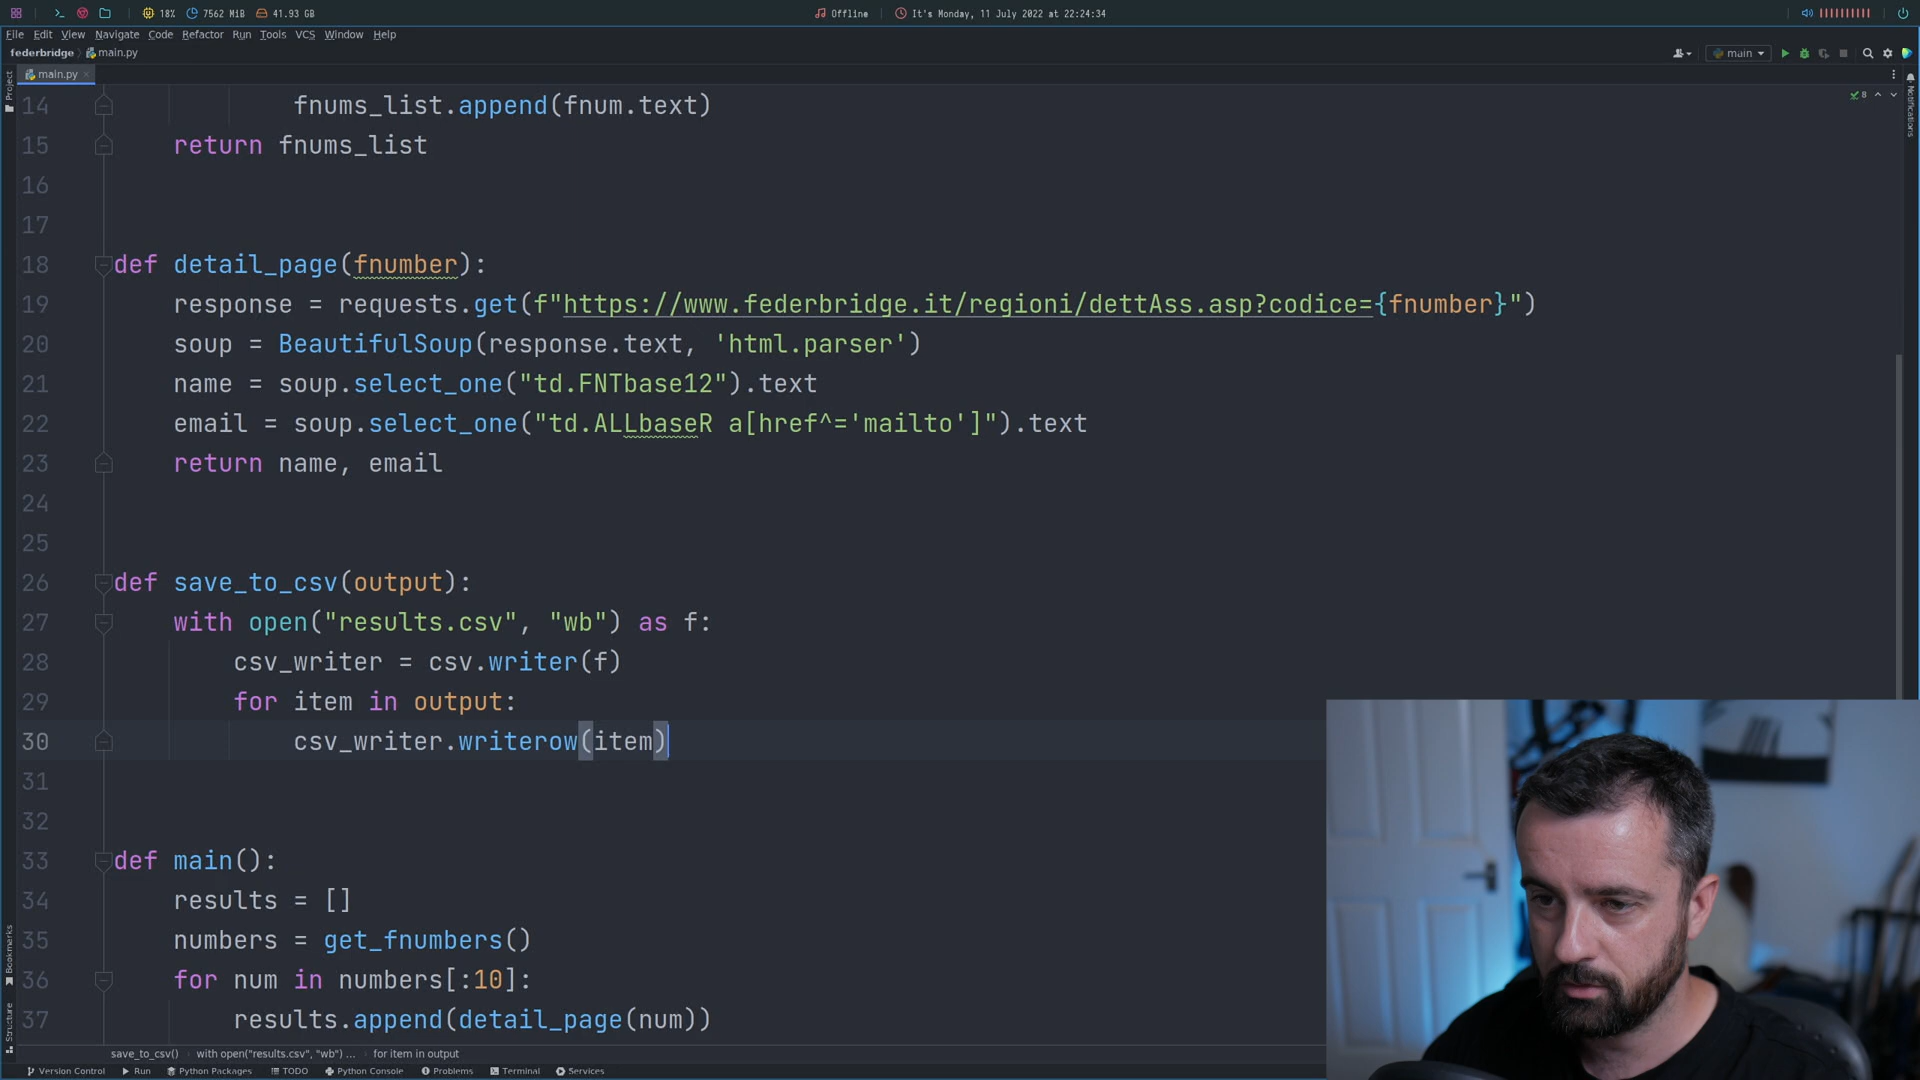 18% 7562 MiB 41.93 GB Offline It's Monday, 11 July 2022 at 22:24:34
File Edit View Navigate Code Refactor Run Tools VCS Window Help
federbridge main.py main
main.py
Project
Notifications
8
14 fnums_list.append(fnum.text)
15 return fnums_list
16
17
18 def detail_page(fnumber):
19 response = requests.get(f"https://www.federbridge.it/regioni/dettAss.asp?codice={fnumber}")
20 soup = BeautifulSoup(response.text, 'html.parser')
21 name = soup.select_one("td.FNTbase12").text
22 email = soup.select_one("td.ALLbaseR a[href^='mailto']").text
23 return name, email
24
25
26 def save_to_csv(output):
27 with open("results.csv", "wb") as f:
28 csv_writer = csv.writer(f)
29 for item in output:
30 csv_writer.writerow(item)
31
32
33 def main():
34 results = []
35 numbers = get_fnumbers()
36 for num in numbers[:10]:
37 results.append(detail_page(num))
Bookmarks
Structure
save_to_csv() with open("results.csv", "wb") ... for item in output
Version Control Run Python Packages TODO Python Console Problems Terminal Services